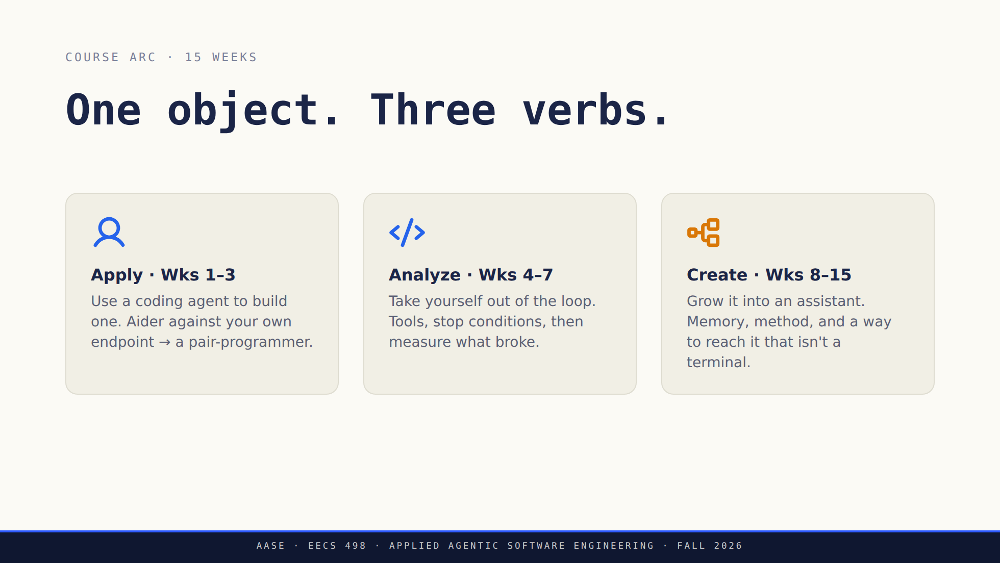 COURSE ARC · 15 WEEKS
One object. Three verbs.
Apply · Wks 1–3
Use a coding agent to build
one. Aider against your own
endpoint → a pair-programmer.
Analyze · Wks 4–7
Take yourself out of the loop.
Tools, stop conditions, then
measure what broke.
Create · Wks 8–15
Grow it into an assistant.
Memory, method, and a way
to reach it that isn't a
terminal.
AASE · EECS 498 · APPLIED AGENTIC SOFTWARE ENGINEERING · FALL 2026